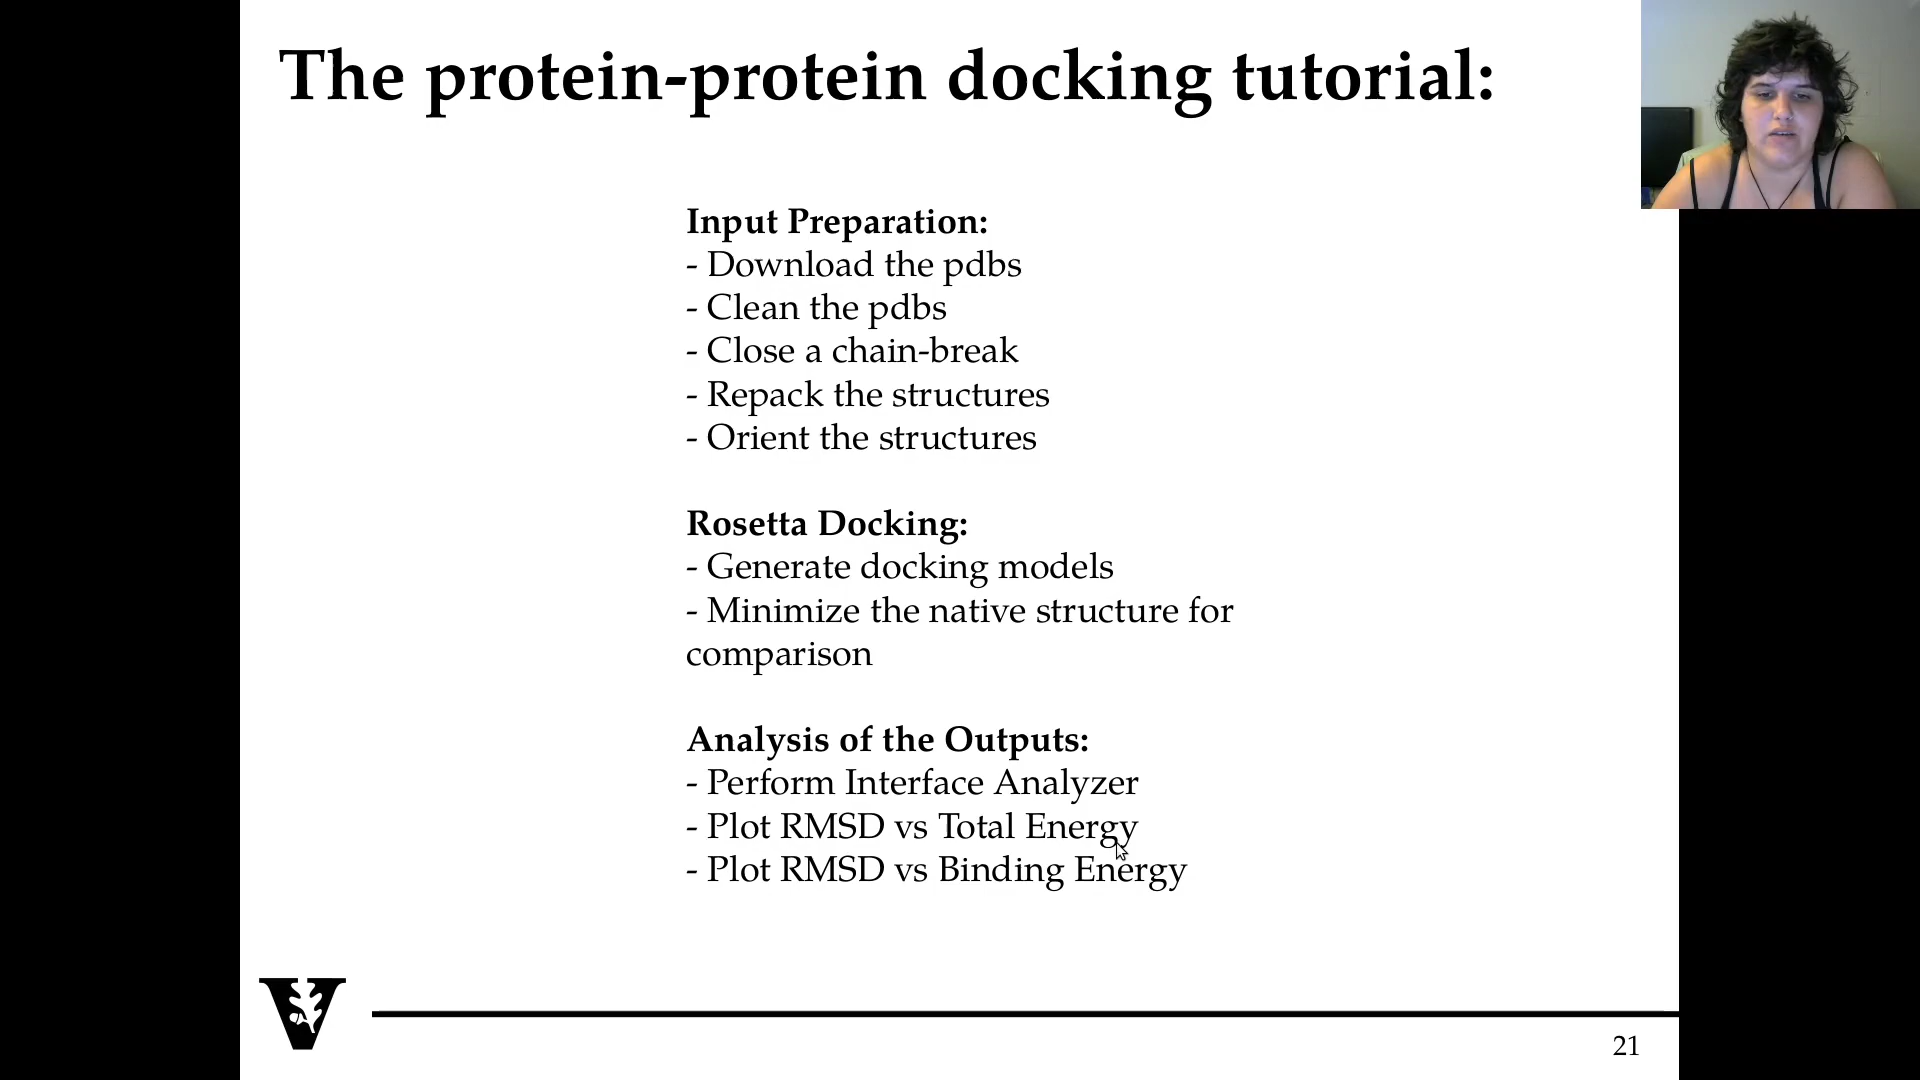 The protein-protein docking tutorial:
Input Preparation:
- Download the pdbs
- Clean the pdbs
- Close a chain-break
- Repack the structures
- Orient the structures
Rosetta Docking:
- Generate docking models
- Minimize the native structure for
comparison
Analysis of the Outputs:
- Perform Interface Analyzer
- Plot RMSD vs Total Energy
- Plot RMSD vs Binding Energy
V
21